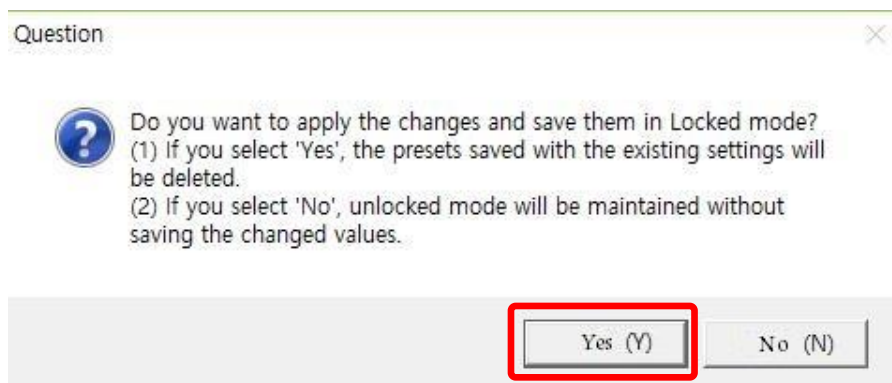 Question
Do you want to apply the changes and save them in Locked mode?
(1) If you select 'Yes', the presets saved with the existing settings will
be deleted.
(2) If you select 'No', unlocked mode will be maintained without
saving the changed values.
Yes (Y)
No (N)